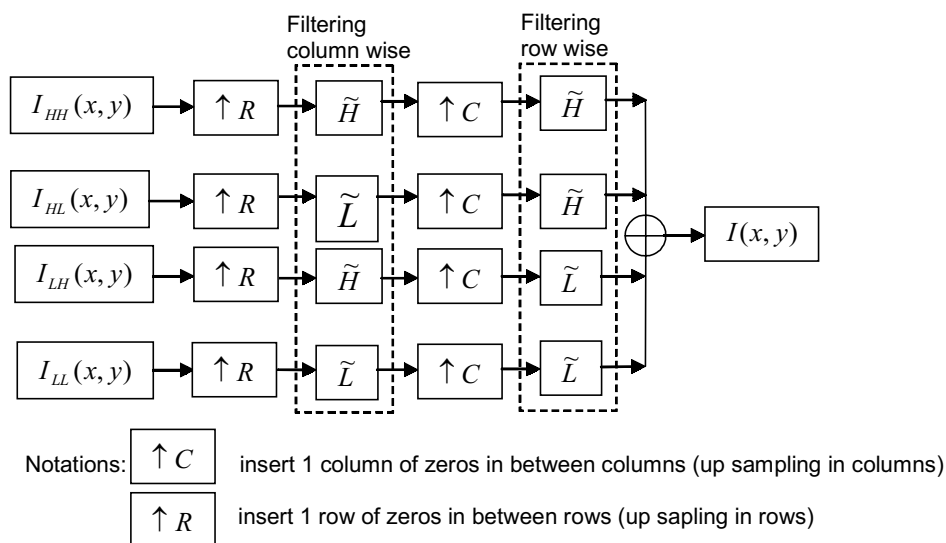 Filtering column wise
Filtering row wise
I_HH(x, y) ↑ R H̃ ↑ C H̃
I_HL(x, y) ↑ R L̃ ↑ C H̃
I(x, y)
I_LH(x, y) ↑ R H̃ ↑ C L̃
I_LL(x, y) ↑ R L̃ ↑ C L̃
Notations: ↑ C insert 1 column of zeros in between columns (up sampling in columns)
↑ R insert 1 row of zeros in between rows (up sapling in rows)